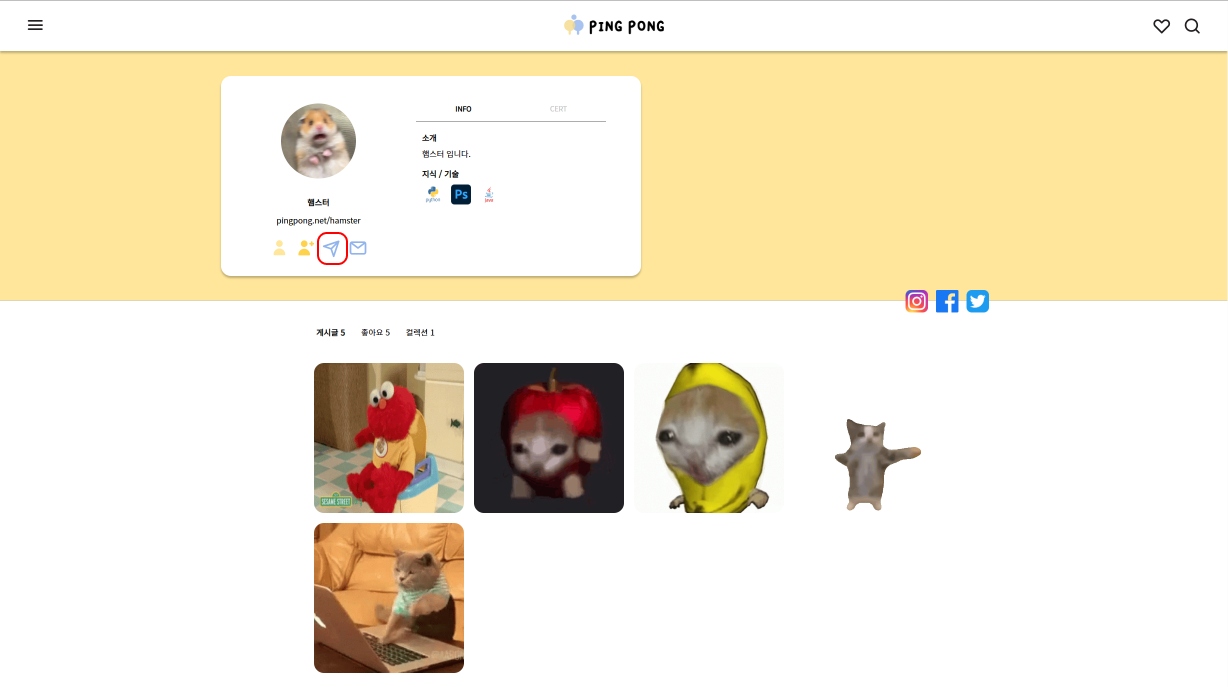 PING PONG
INFO
CERT
소개
햄스터 입니다.
지식 / 기술
python
Ps
java
햄스터
pingpong.net/hamster
게시글 5
좋아요 5
컬렉션 1
SESAME STREET